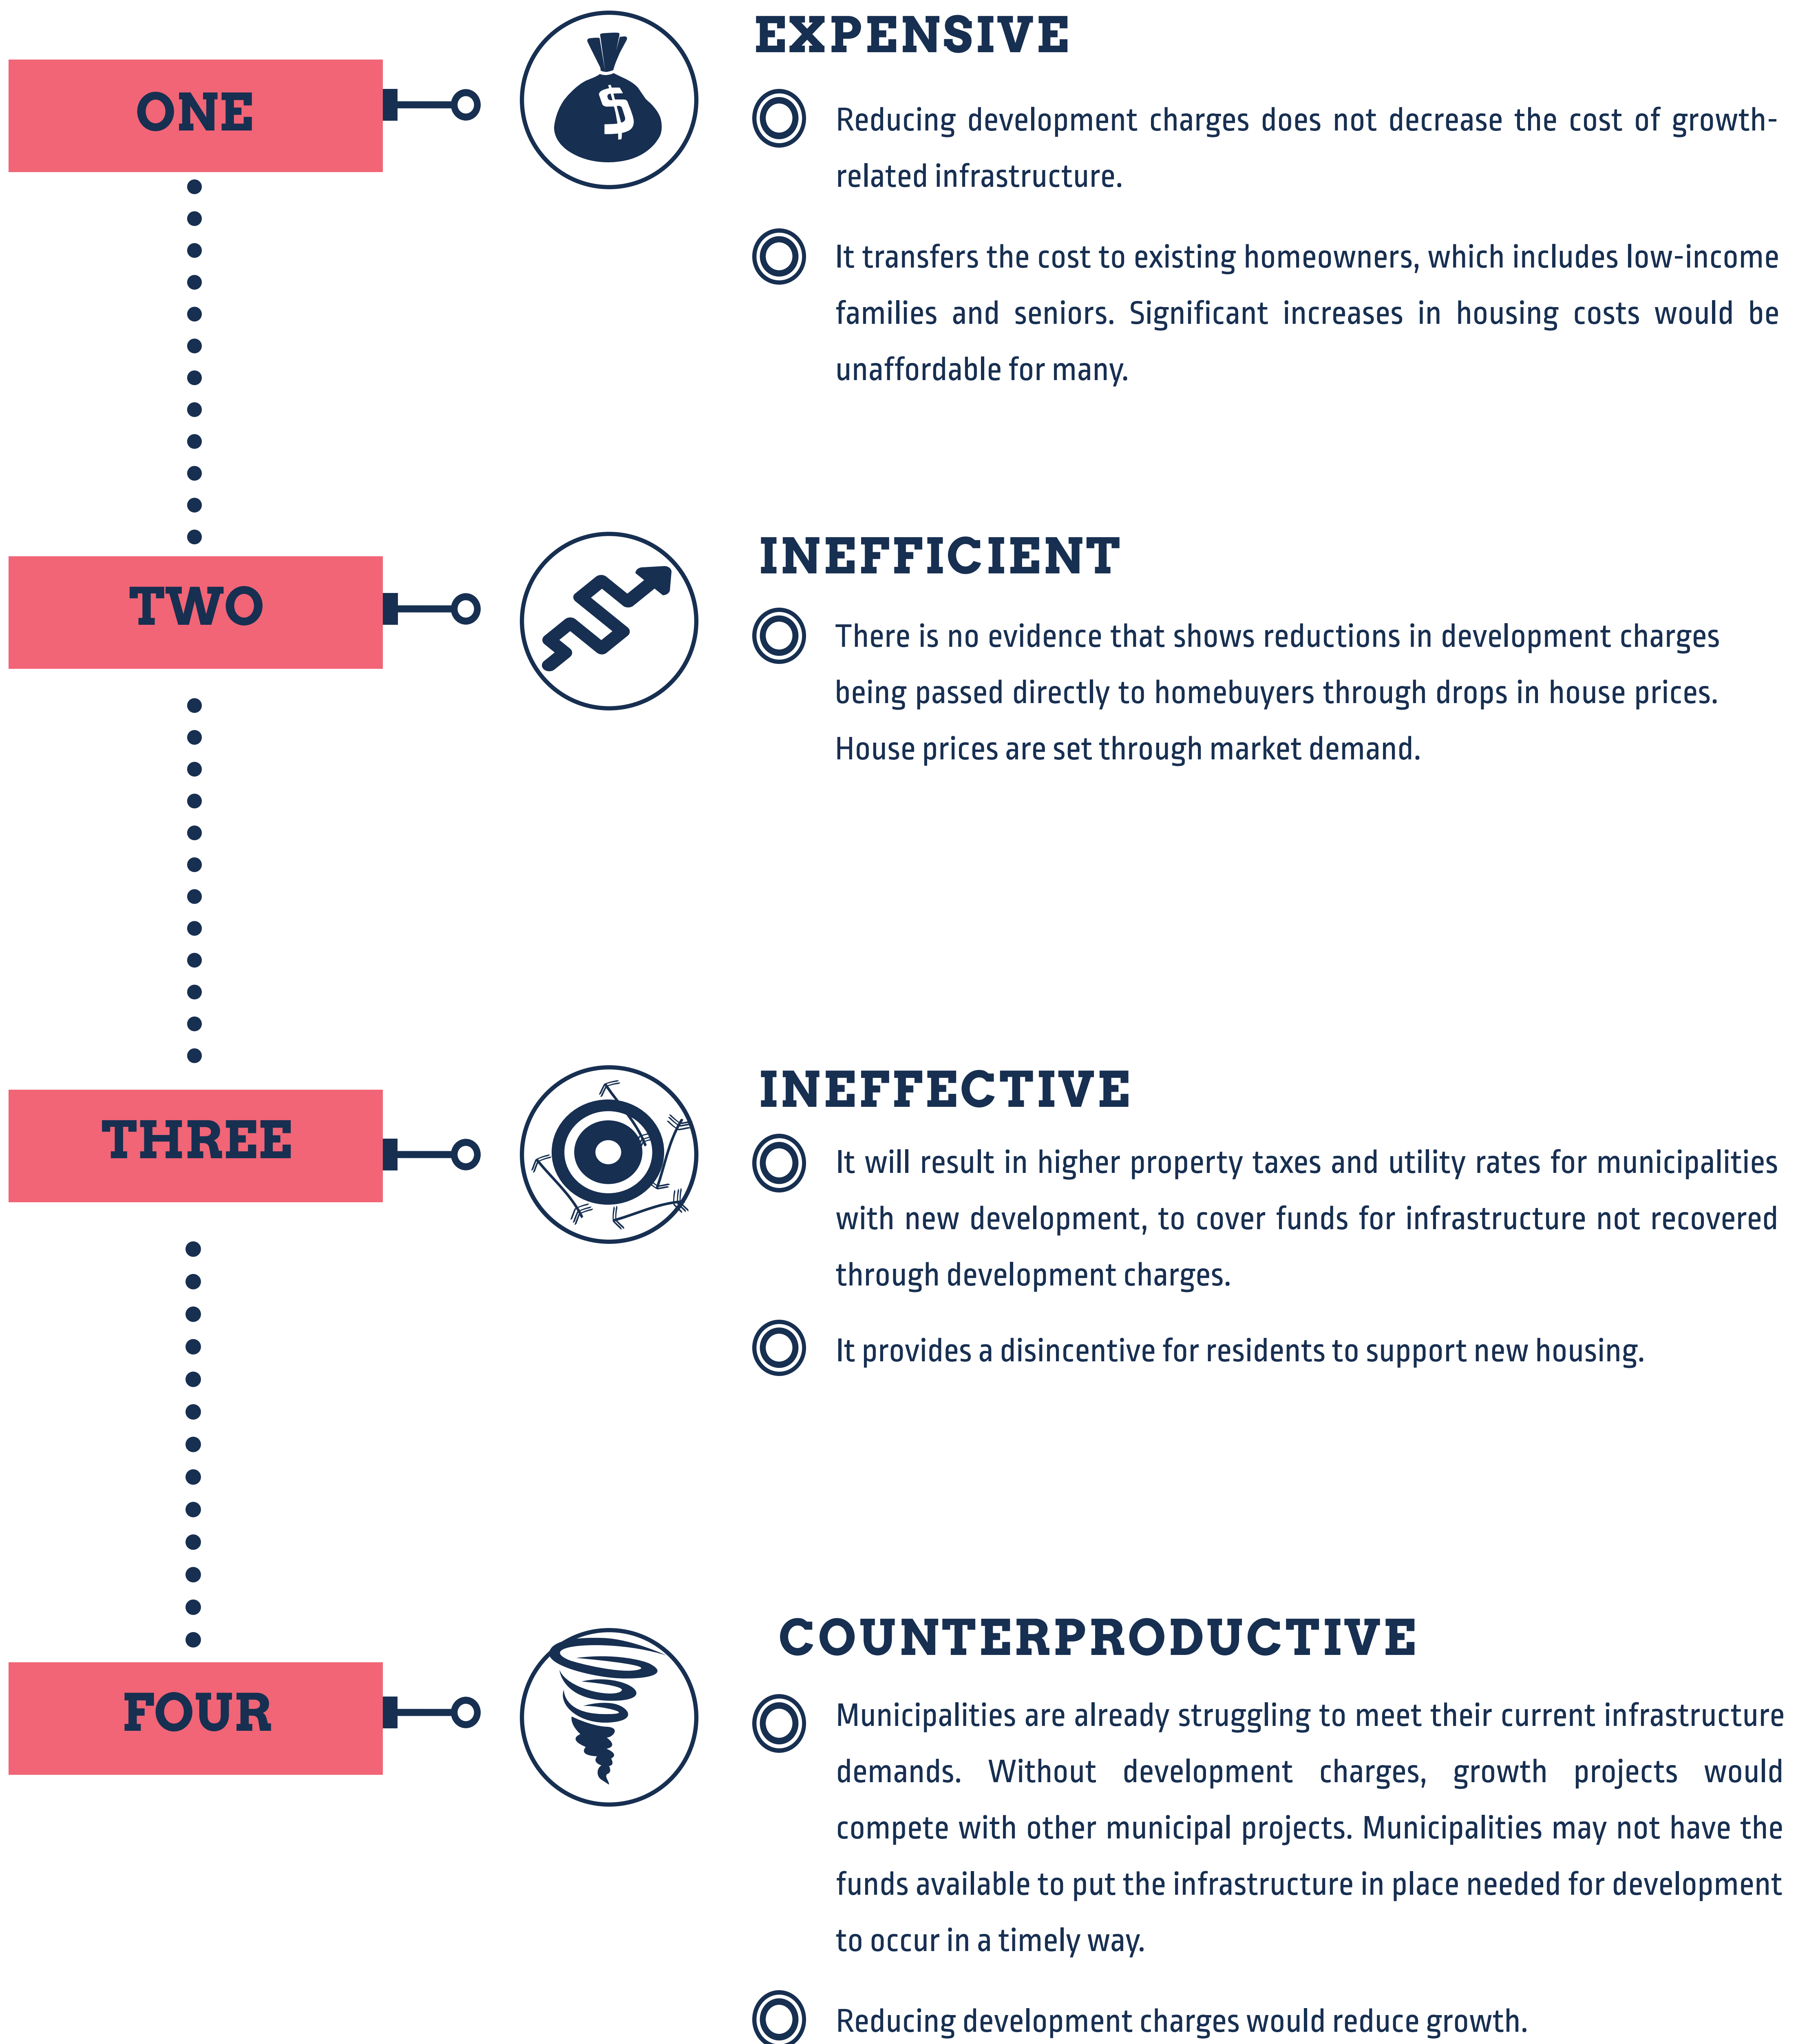 EXPENSIVE
ONE
$
Reducing development charges does not decrease the cost of growth-
related infrastructure.
It transfers the cost to existing homeowners, which includes low-income
families and seniors. Significant increases in housing costs would be
unaffordable for many.
INEFFICIENT
TWO
There is no evidence that shows reductions in development charges
being passed directly to homebuyers through drops in house prices.
House prices are set through market demand.
INEFFECTIVE
THREE
It will result in higher property taxes and utility rates for municipalities
with new development, to cover funds for infrastructure not recovered
through development charges.
It provides a disincentive for residents to support new housing.
COUNTERPRODUCTIVE
FOUR
Municipalities are already struggling to meet their current infrastructure
demands. Without development charges, growth projects would
compete with other municipal projects. Municipalities may not have the
funds available to put the infrastructure in place needed for development
to occur in a timely way.
Reducing development charges would reduce growth.